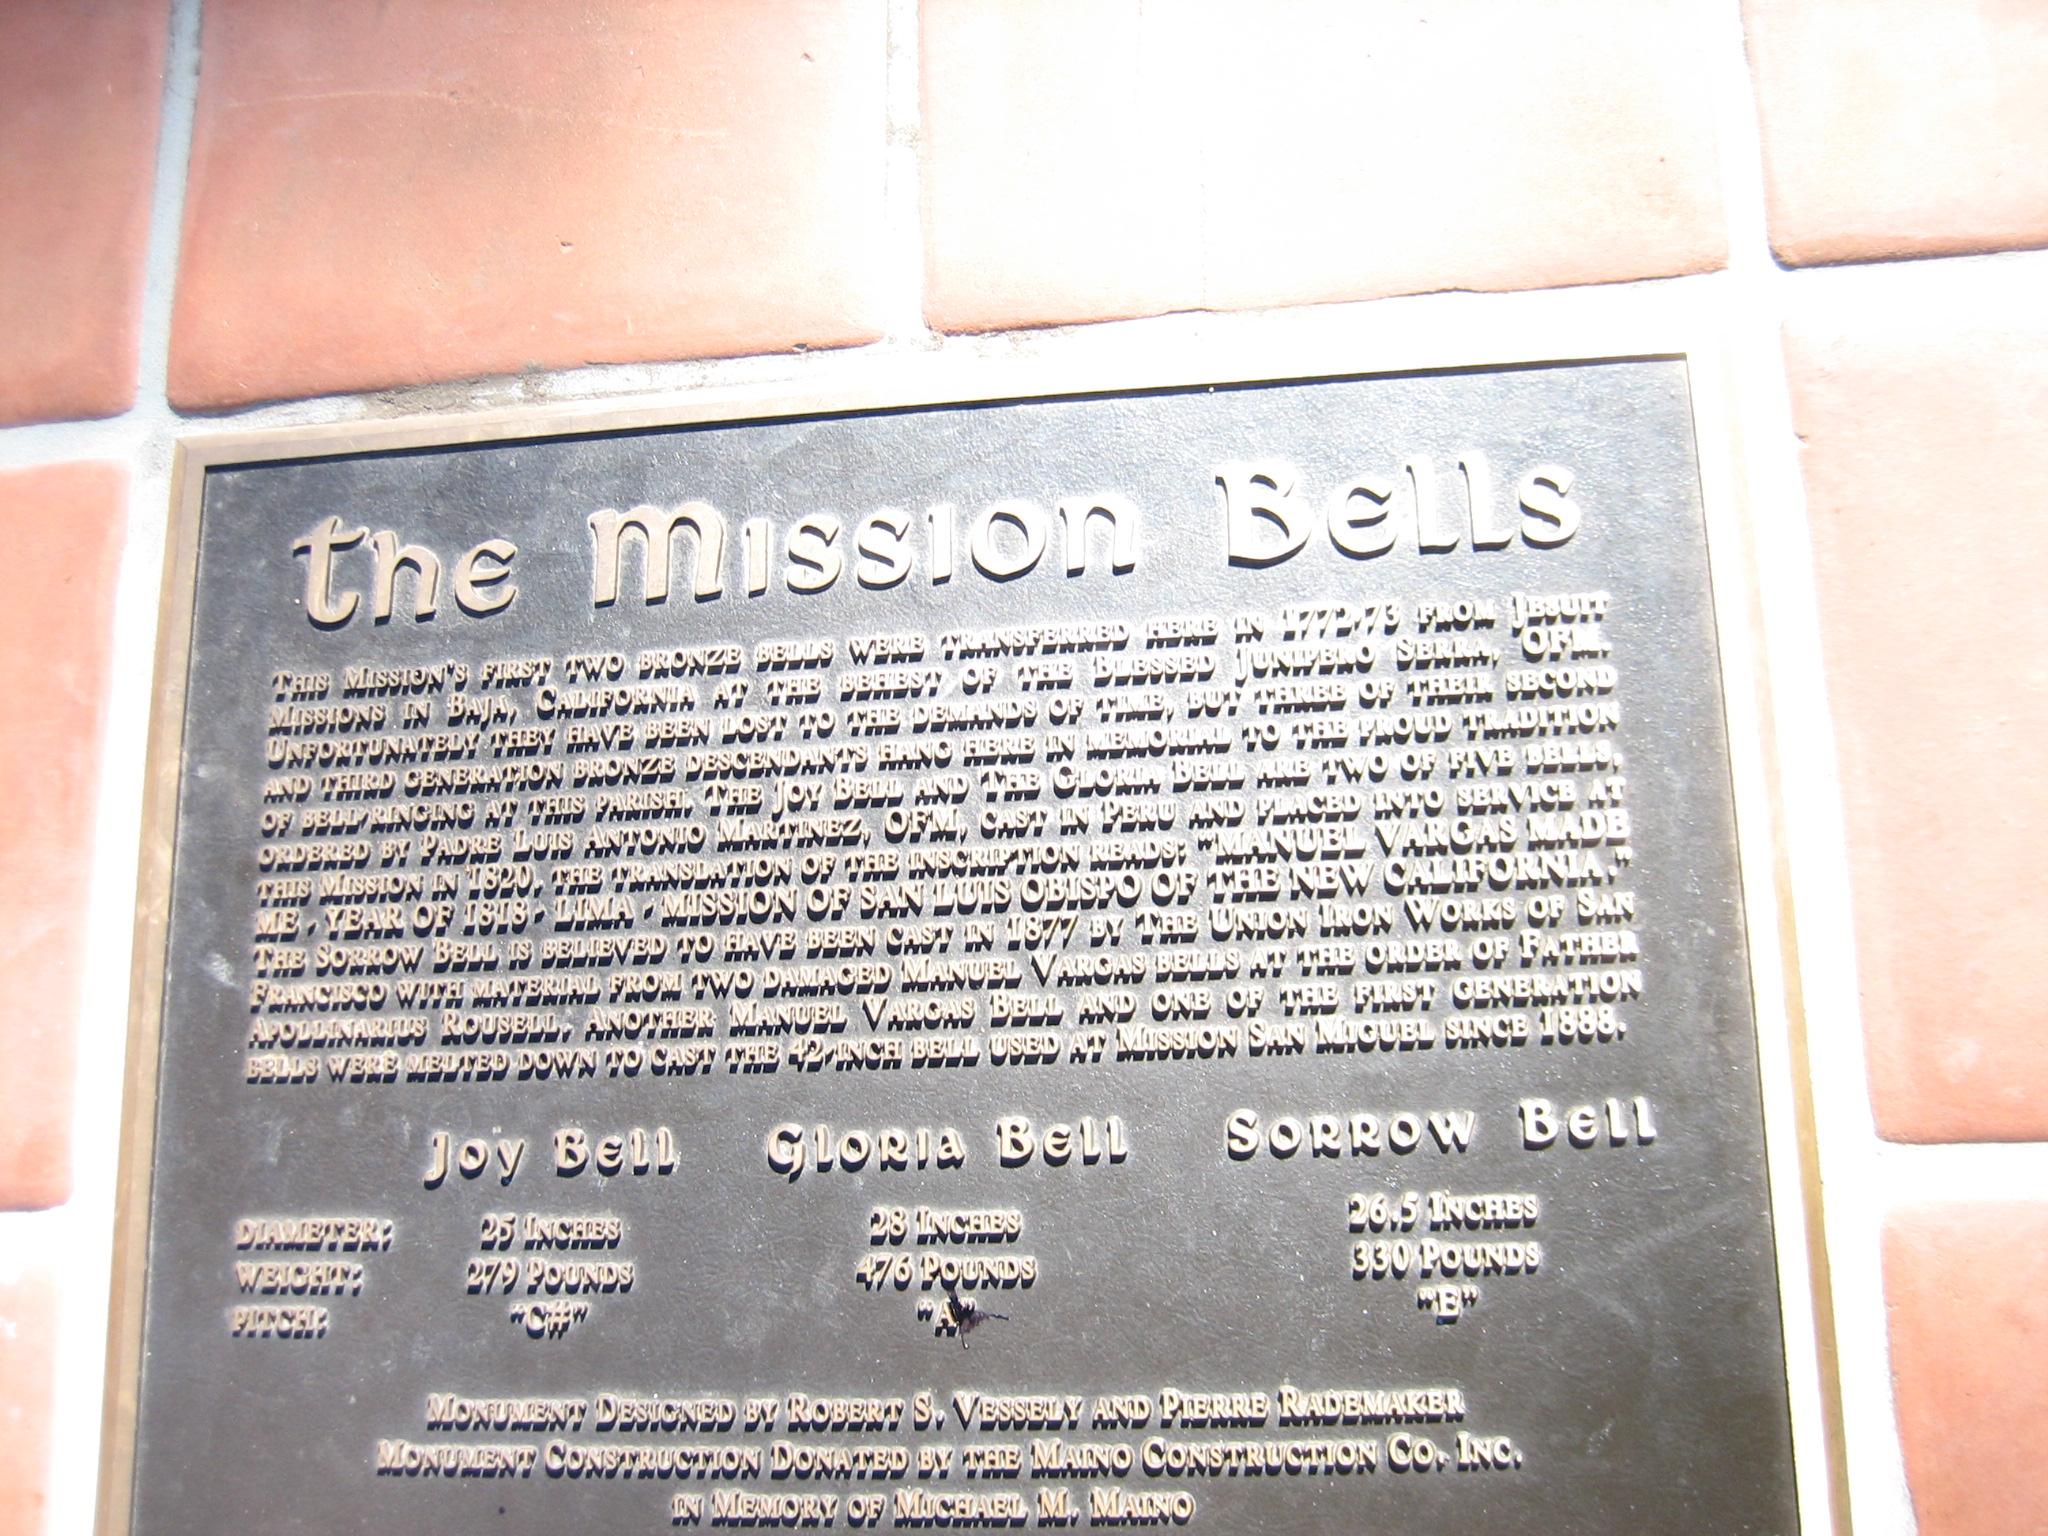 the Mission Bells
This Mission's first two bronze bells were transferred here in 1772-73 from Jesuit
Missions in Baja, California at the behest of the Blessed Junipero Serra, OFM.
Unfortunately they have been lost to the demands of time, but three of their second
and third generation bronze descendants hang here in memorial to the proud tradition
of bell-ringing at this parish. The Joy Bell and The Gloria Bell are two of five bells,
ordered by Padre Luis Antonio Martinez, OFM, cast in Peru and placed into service at
this Mission in 1820. The translation of the inscription reads: "MANUEL VARGAS MADE
ME - YEAR OF 1818 - LIMA - MISSION OF SAN LUIS OBISPO OF THE NEW CALIFORNIA."
The Sorrow Bell is believed to have been cast in 1877 by The Union Iron Works of San
Francisco with material from two damaged Manuel Vargas bells at the order of Father
Apollinarius Rousell. Another Manuel Vargas Bell and one of the first generation
bells were melted down to cast the 42-inch bell used at Mission San Miguel since 1888.
Joy Bell Gloria Bell Sorrow Bell
Diameter: 25 Inches 28 Inches 26.5 Inches
Weight: 279 Pounds 476 Pounds 330 Pounds
Pitch: "C#" "A" "E"
Monument Designed by Robert S. Vessely and Pierre Rademaker
Monument Construction Donated by the Maino Construction Co. Inc.
in Memory of Michael M. Maino